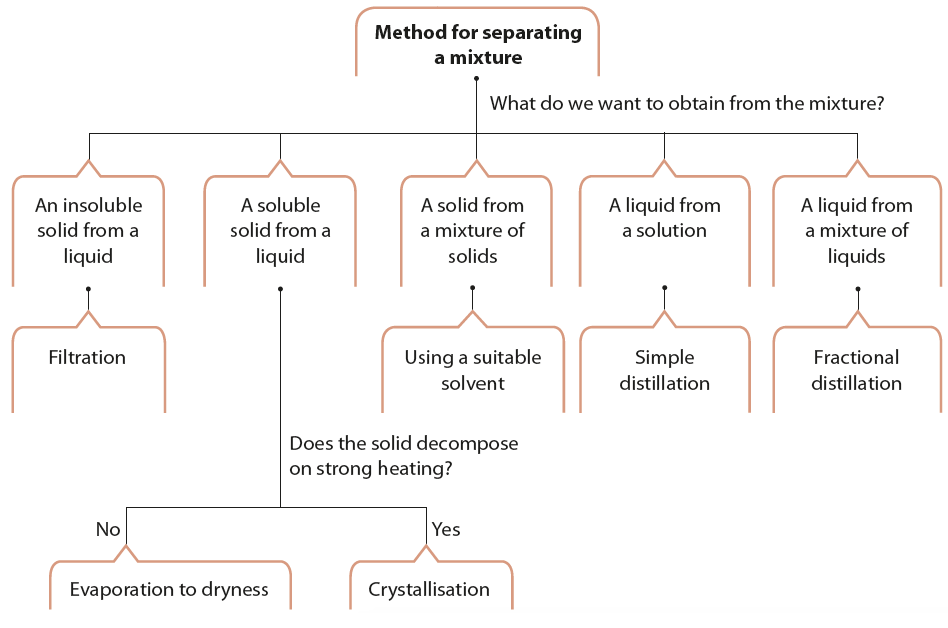 Method for separating
a mixture
What do we want to obtain from the mixture?
An insoluble
solid from a
liquid
A soluble
solid from a
liquid
A solid from
a mixture of
solids
A liquid from
a solution
A liquid from
a mixture of
liquids
Filtration
Using a suitable
solvent
Simple
distillation
Fractional
distillation
Does the solid decompose
on strong heating?
No
Yes
Evaporation to dryness
Crystallisation